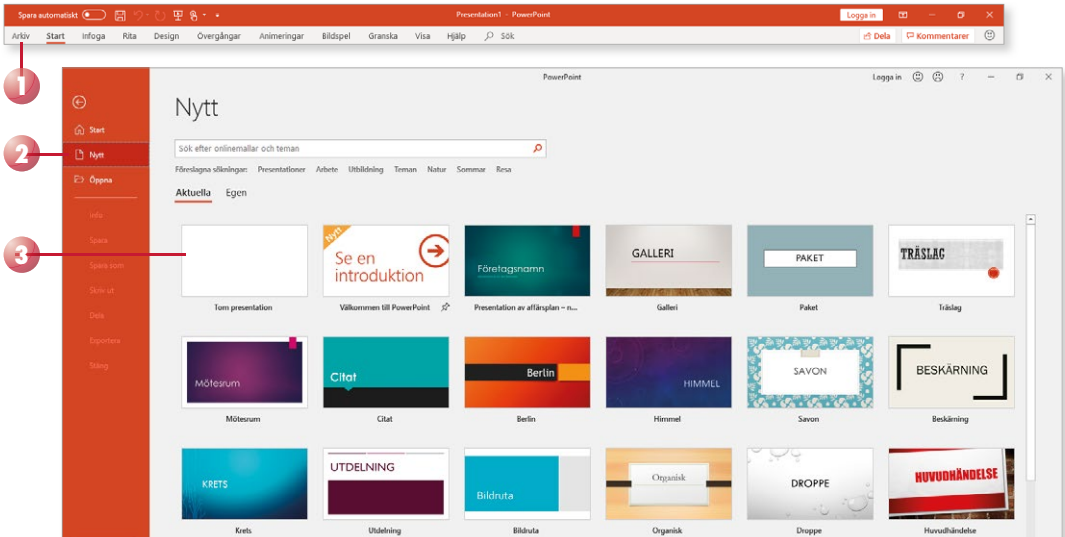 Spara automatiskt Presentation1 - PowerPoint Logga in
Arkiv Start Infoga Rita Design Övergångar Animeringar Bildspel Granska Visa Hjälp Sök Dela Kommentarer
1
PowerPoint Logga in ?
Nytt
Start
2 Nytt
Öppna
Sök efter onlinemallar och teman
Föreslagna sökningar: Presentationer Arbete Utbildning Teman Natur Sommar Resa
Aktuella Egen
Info
Spara
3 Spara som
Skriv ut
Dela
Exportera
Stäng
Nytt
Se en
introduktion
Företagsnamn
GALLERI
PAKET
TRÄSLAG
Tom presentation Välkommen till PowerPoint Presentation av affärsplan – n... Galleri Paket Träslag
Mötesrum
Citat
Berlin
HIMMEL
SAVON
BESKÄRNING
Mötesrum Citat Berlin Himmel Savon Beskärning
KRETS
UTDELNING
Bildruta
Organisk
DROPPE
HUVUDHÄNDELSE
Krets Utdelning Bildruta Organisk Droppe Huvudhändelse